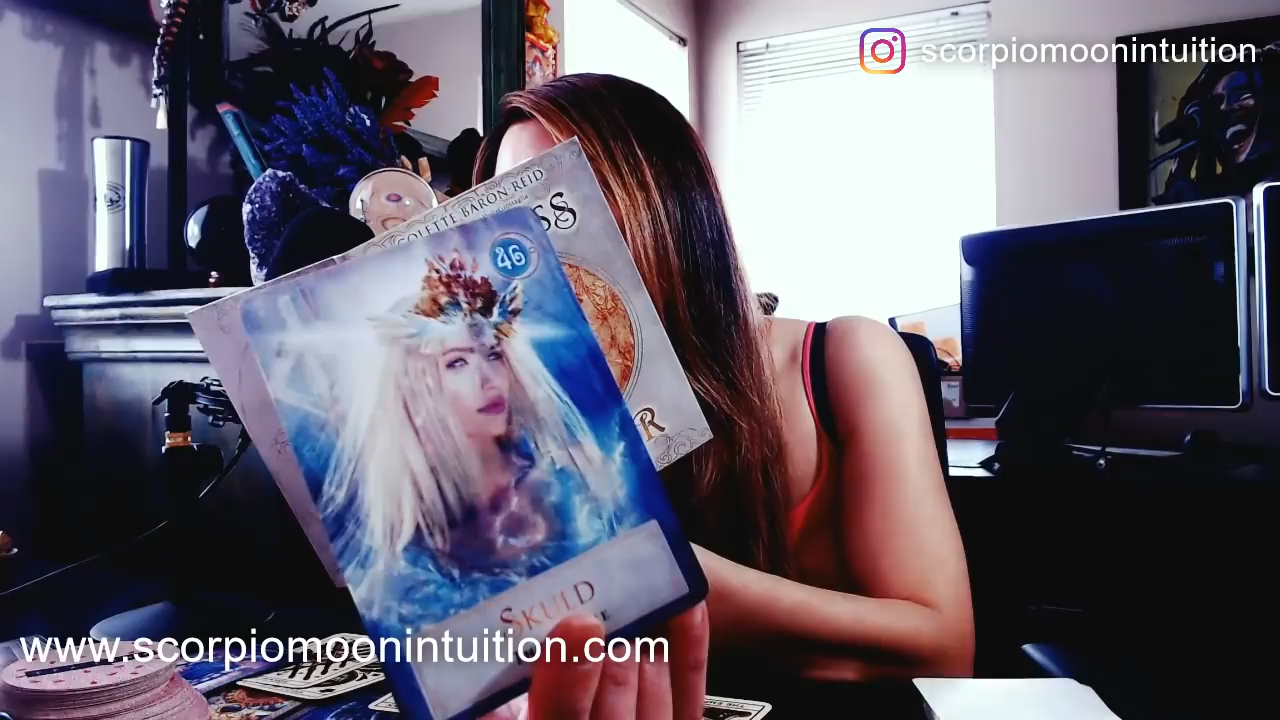 scorpiomoonintuition
COLETTE BARON-REID
SS
46
R
SKULD
E
www.scorpiomoonintuition.com